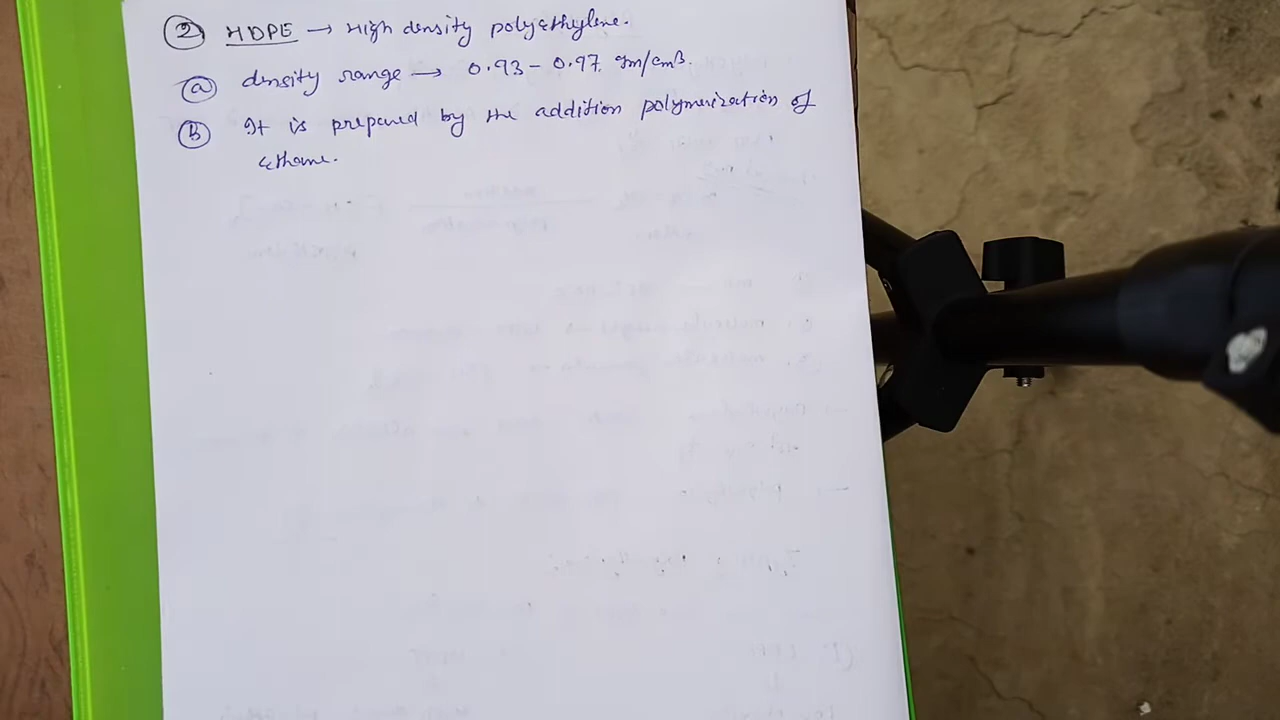 ② HDPE → High density polyethylene.
ⓐ density range → 0.93 - 0.97 gm/cm³.
ⓑ It is prepared by the addition polymerization of
ethane.